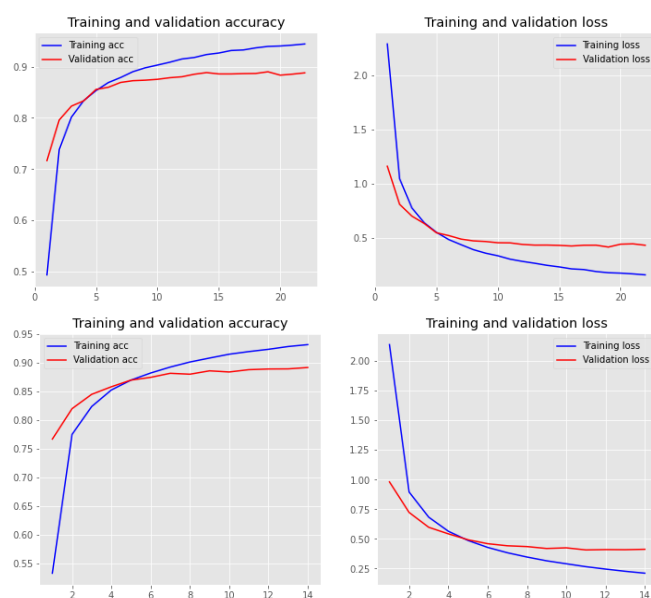 Training and validation accuracy
Training acc
Validation acc
0.9
0.8
0.7
0.6
0.5
0 5 10 15 20
Training and validation loss
Training loss
Validation loss
2.0
1.5
1.0
0.5
0 5 10 15 20
Training and validation accuracy
Training acc
Validation acc
0.95
0.90
0.85
0.80
0.75
0.70
0.65
0.60
0.55
2 4 6 8 10 12 14
Training and validation loss
Training loss
Validation loss
2.00
1.75
1.50
1.25
1.00
0.75
0.50
0.25
2 4 6 8 10 12 14